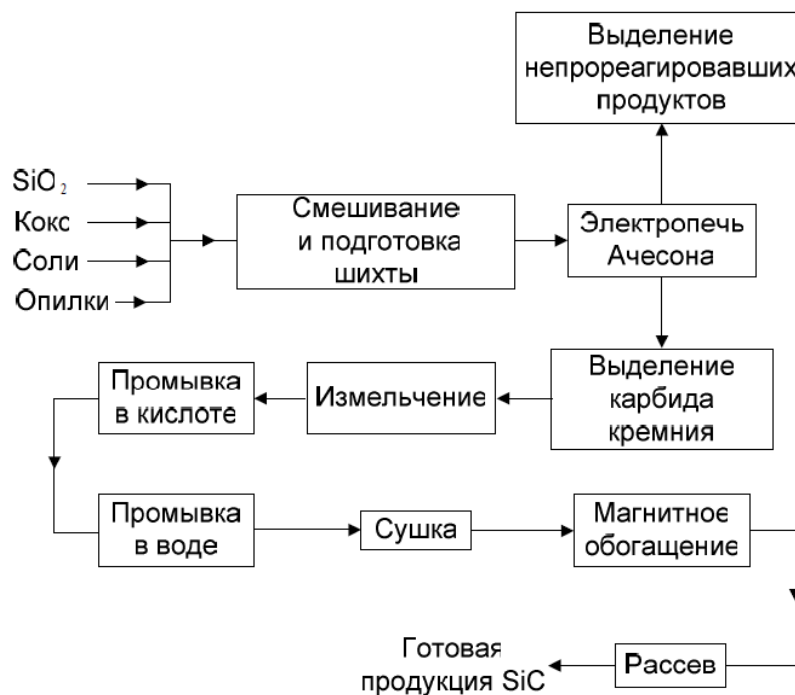 Выделение
непрореагировавших
продуктов
SiO2
Кокс
Соли
Опилки
Смешивание
и подготовка
шихты
Электропечь
Ачесона
Промывка
в кислоте
Измельчение
Выделение
карбида
кремния
Промывка
в воде
Сушка
Магнитное
обогащение
Готовая
продукция SiC
Рассев